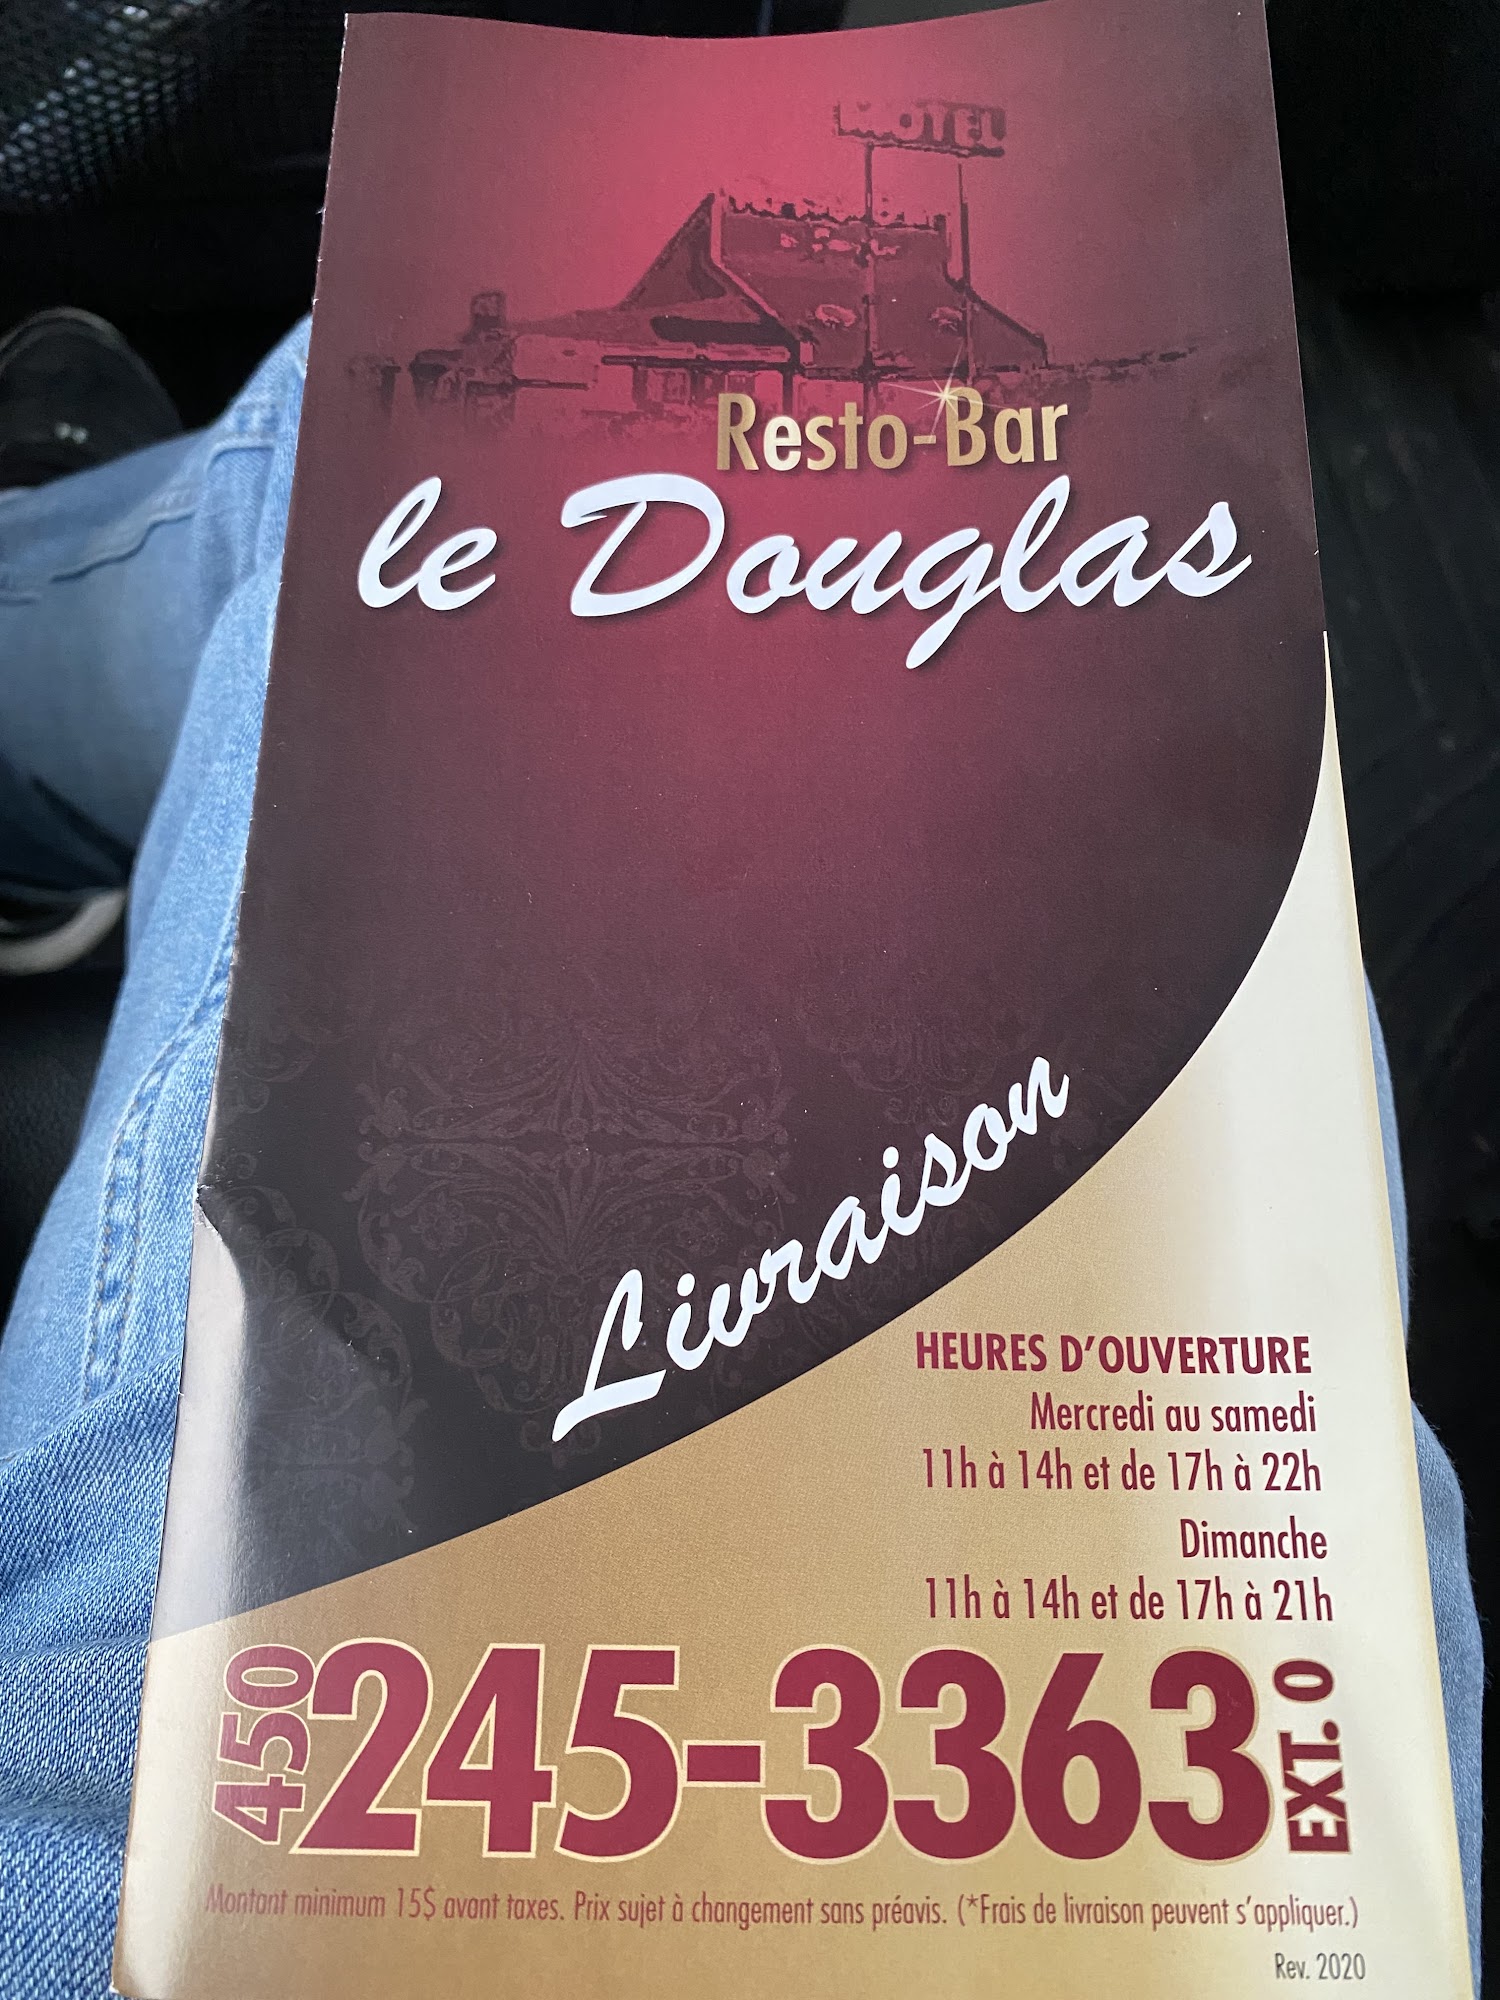 MOTEL
Resto-Bar
le Douglas
Livraison
HEURES D'OUVERTURE
Mercredi au samedi
11h à 14h et de 17h à 22h
Dimanche
11h à 14h et de 17h à 21h
450 245-3363 EXT. 0
Montant minimum 15$ avant taxes. Prix sujet à changement sans préavis. (*Frais de livraison peuvent s'appliquer.)
Rev. 2020